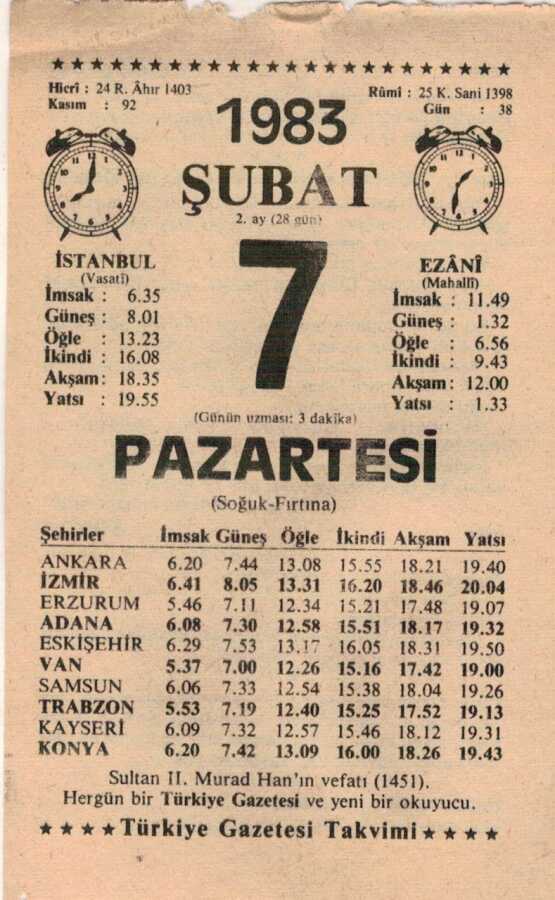 Hicrî : 24 R. Âhır 1403
Kasım : 92
Rûmî : 25 K. Sani 1398
Gün : 38
1983
ŞUBAT
2. ay (28 gün)
7
İSTANBUL
(Vasatî)
İmsak : 6.35
Güneş : 8.01
Öğle : 13.23
İkindi : 16.08
Akşam : 18.35
Yatsı : 19.55
EZÂNÎ
(Mahallî)
İmsak : 11.49
Güneş : 1.32
Öğle : 6.56
İkindi : 9.43
Akşam : 12.00
Yatsı : 1.33
(Günün uzması: 3 dakika)
PAZARTESİ
(Soğuk-Fırtına)
Şehirler İmsak Güneş Öğle İkindi Akşam Yatsı
ANKARA 6.20 7.44 13.08 15.55 18.21 19.40
İZMİR 6.41 8.05 13.31 16.20 18.46 20.04
ERZURUM 5.46 7.11 12.34 15.21 17.48 19.07
ADANA 6.08 7.30 12.58 15.51 18.17 19.32
ESKİŞEHİR 6.29 7.53 13.17 16.05 18.31 19.50
VAN 5.37 7.00 12.26 15.16 17.42 19.00
SAMSUN 6.06 7.33 12.54 15.38 18.04 19.26
TRABZON 5.53 7.19 12.40 15.25 17.52 19.13
KAYSERİ 6.09 7.32 12.57 15.46 18.12 19.31
KONYA 6.20 7.42 13.09 16.00 18.26 19.43
Sultan II. Murad Han'ın vefatı (1451).
Hergün bir Türkiye Gazetesi ve yeni bir okuyucu.
★★★★Türkiye Gazetesi Takvimi★★★★